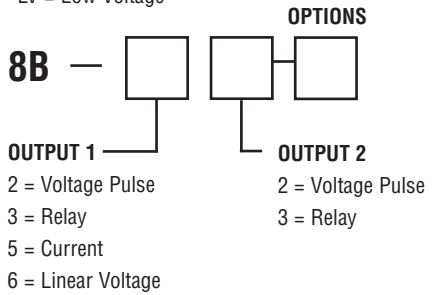 LV = Low Voltage
OPTIONS
8B —
OUTPUT 1
2 = Voltage Pulse
3 = Relay
5 = Current
6 = Linear Voltage
OUTPUT 2
2 = Voltage Pulse
3 = Relay